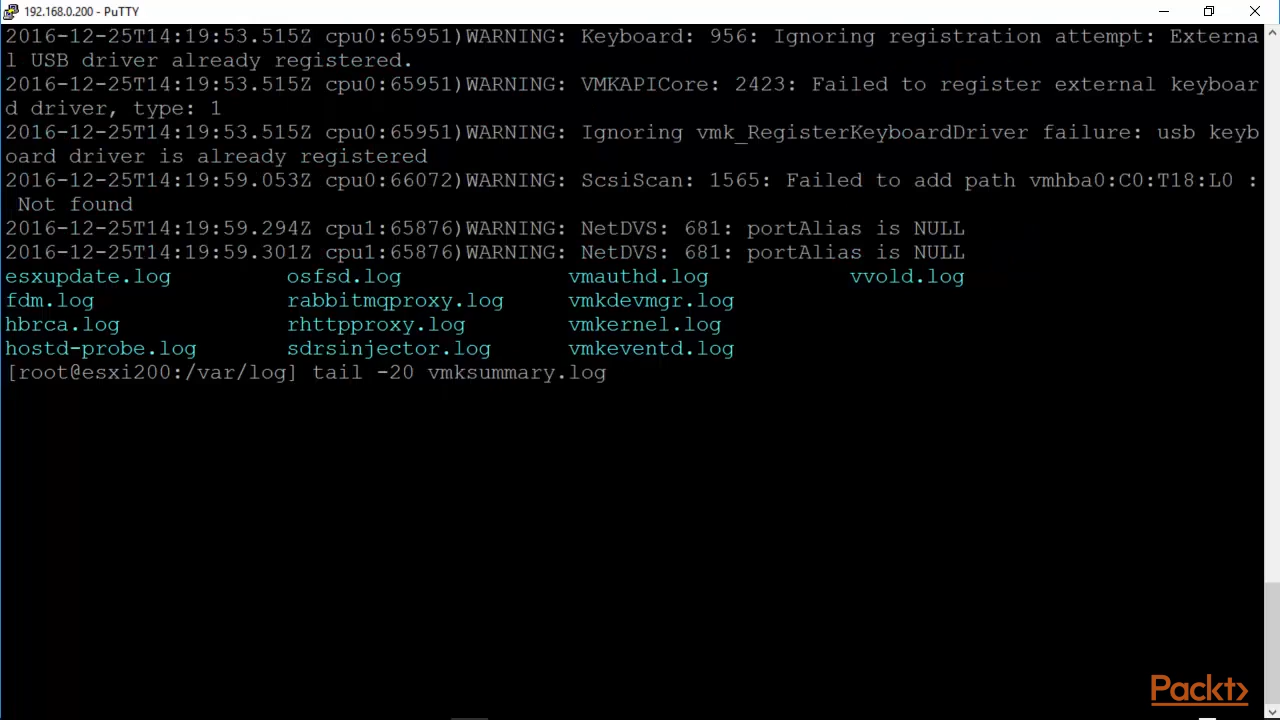 192.168.0.200 - PuTTY
2016-12-25T14:19:53.515Z cpu0:65951)WARNING: Keyboard: 956: Ignoring registration attempt: Externa
l USB driver already registered.
2016-12-25T14:19:53.515Z cpu0:65951)WARNING: VMKAPICore: 2423: Failed to register external keyboar
d driver, type: 1
2016-12-25T14:19:53.515Z cpu0:65951)WARNING: Ignoring vmk_RegisterKeyboardDriver failure: usb keyb
oard driver is already registered
2016-12-25T14:19:59.053Z cpu0:66072)WARNING: ScsiScan: 1565: Failed to add path vmhba0:C0:T18:L0 :
 Not found
2016-12-25T14:19:59.294Z cpu1:65876)WARNING: NetDVS: 681: portAlias is NULL
2016-12-25T14:19:59.301Z cpu1:65876)WARNING: NetDVS: 681: portAlias is NULL
esxupdate.log osfsd.log vmauthd.log vvold.log
fdm.log rabbitmqproxy.log vmkdevmgr.log
hbrca.log rhttpproxy.log vmkernel.log
hostd-probe.log sdrsinjector.log vmkeventd.log
[root@esxi200:/var/log] tail -20 vmksummary.log
Packt>